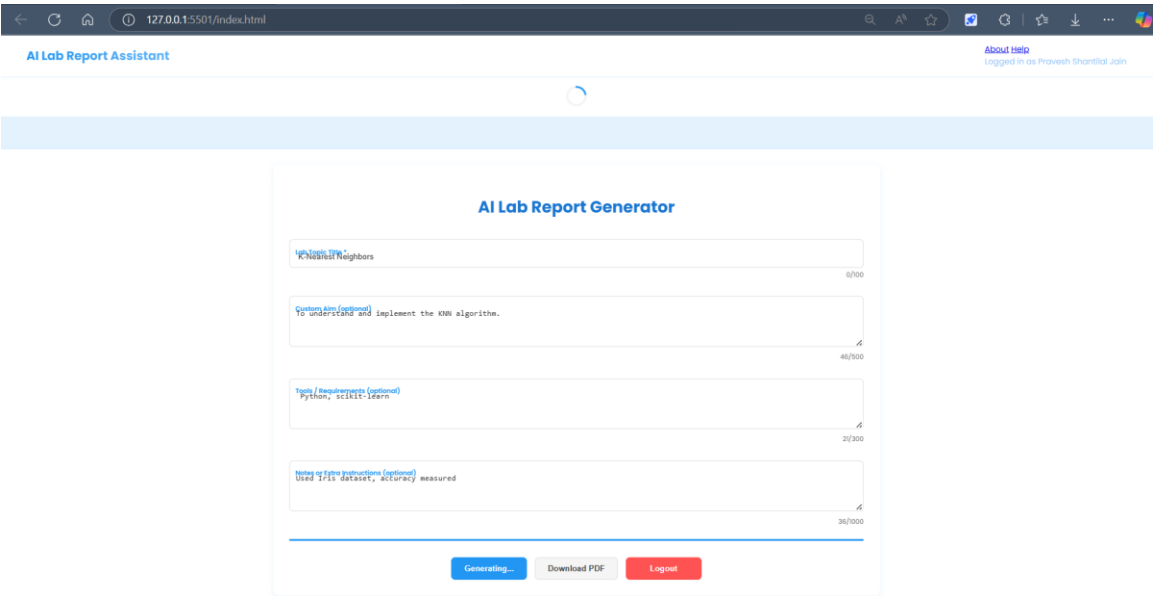 127.0.0.1:5501/index.html
AI Lab Report Assistant
About Help
Logged in as Pravesh Shantilal Jain
AI Lab Report Generator
Lab Topic Title *
K-Nearest Neighbors
0/100
Custom Aim (optional)
To understand and implement the KNN algorithm.
46/500
Tools / Requirements (optional)
Python, scikit-learn
21/300
Notes or Extra Instructions (optional)
Used Iris dataset, accuracy measured
36/1000
Generating...
Download PDF
Logout